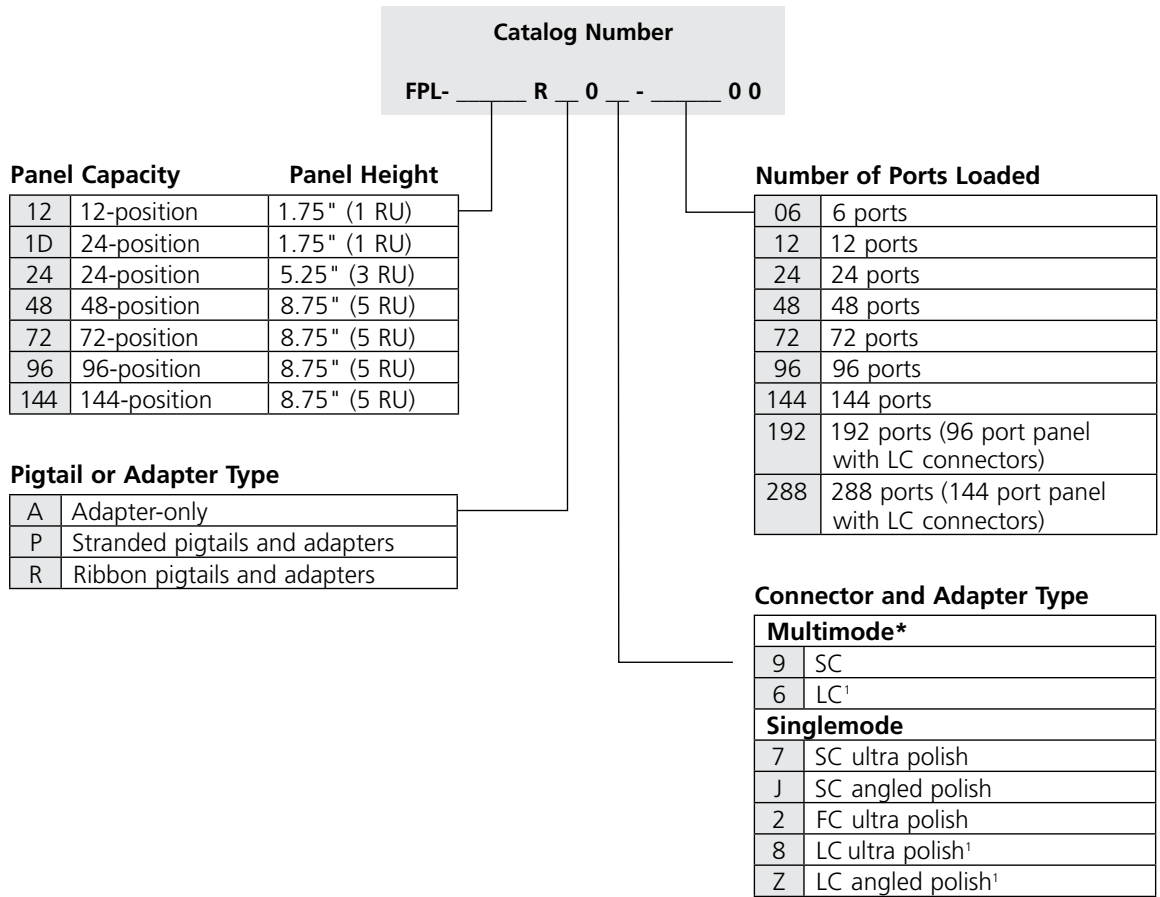 Catalog Number
FPL- ______ R __ 0 __ - ______ 0 0
Panel Capacity Panel Height
12 12-position 1.75" (1 RU)
1D 24-position 1.75" (1 RU)
24 24-position 5.25" (3 RU)
48 48-position 8.75" (5 RU)
72 72-position 8.75" (5 RU)
96 96-position 8.75" (5 RU)
144 144-position 8.75" (5 RU)
Pigtail or Adapter Type
A Adapter-only
P Stranded pigtails and adapters
R Ribbon pigtails and adapters
Number of Ports Loaded
06 6 ports
12 12 ports
24 24 ports
48 48 ports
72 72 ports
96 96 ports
144 144 ports
192 192 ports (96 port panel
with LC connectors)
288 288 ports (144 port panel
with LC connectors)
Connector and Adapter Type
Multimode*
9 SC
6 LC¹
Singlemode
7 SC ultra polish
J SC angled polish
2 FC ultra polish
8 LC ultra polish¹
Z LC angled polish¹